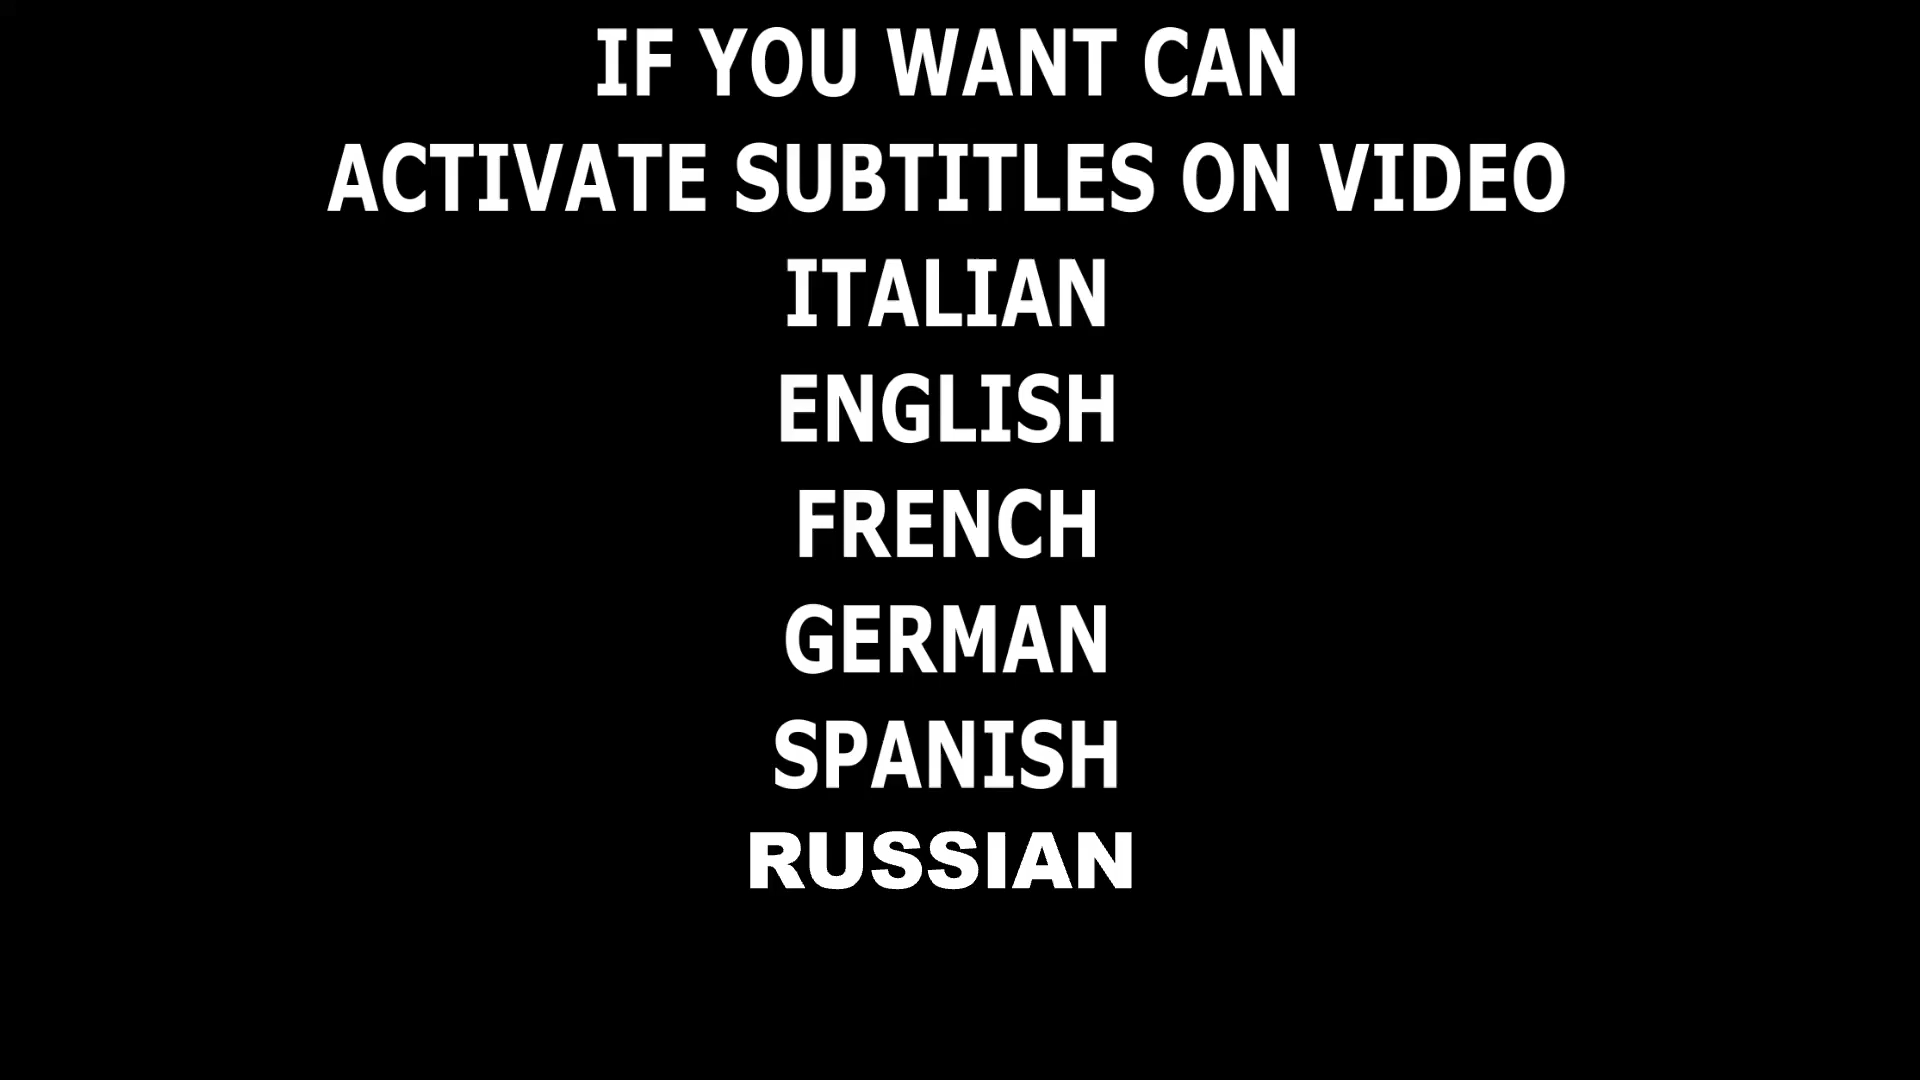 IF YOU WANT CAN
ACTIVATE SUBTITLES ON VIDEO
ITALIAN
ENGLISH
FRENCH
GERMAN
SPANISH
RUSSIAN